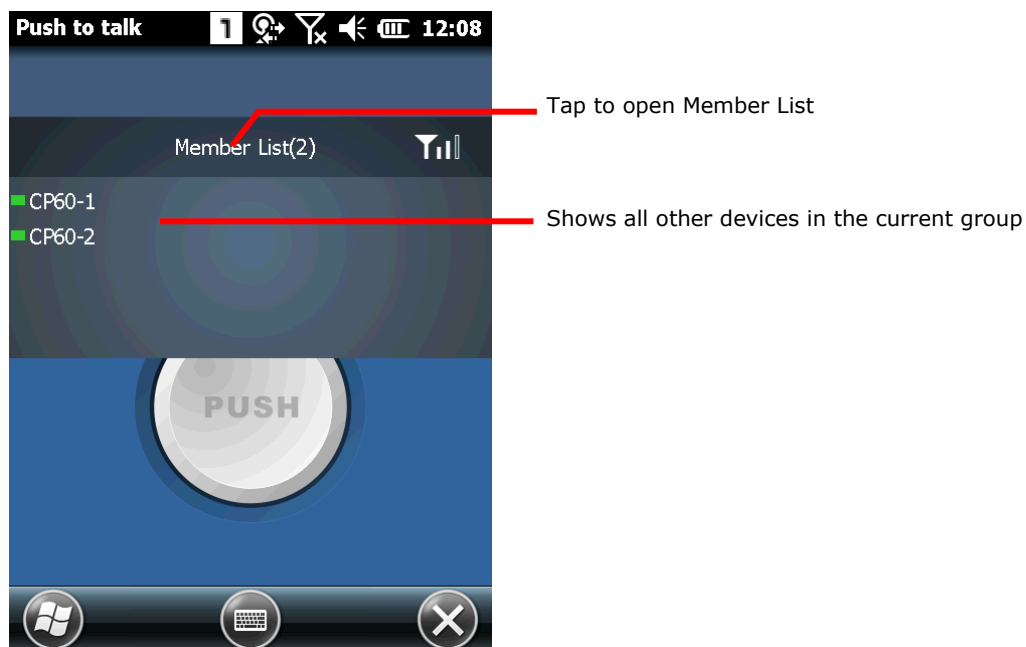 Push to talk 1 12:08
Tap to open Member List
Member List(2)
CP60-1
Shows all other devices in the current group
CP60-2
PUSH